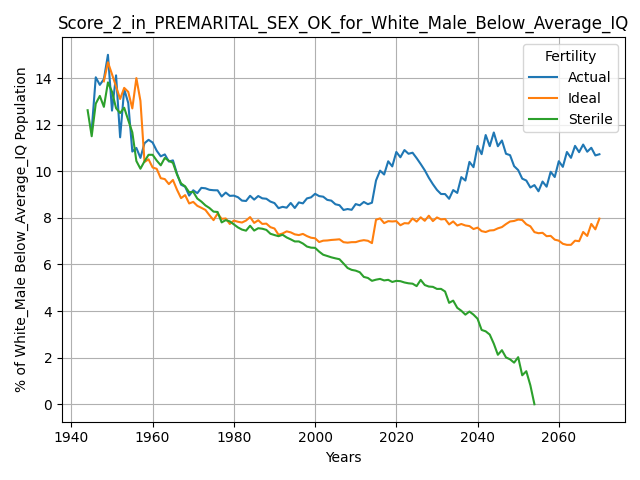 Score_2_in_PREMARITAL_SEX_OK_for_White_Male_Below_Average_IQ
% of White_Male Below_Average_IQ Population
14
12
10
8
6
4
2
0
Fertility
Actual
Ideal
Sterile
1940
1960
1980
2000
2020
2040
2060
Years